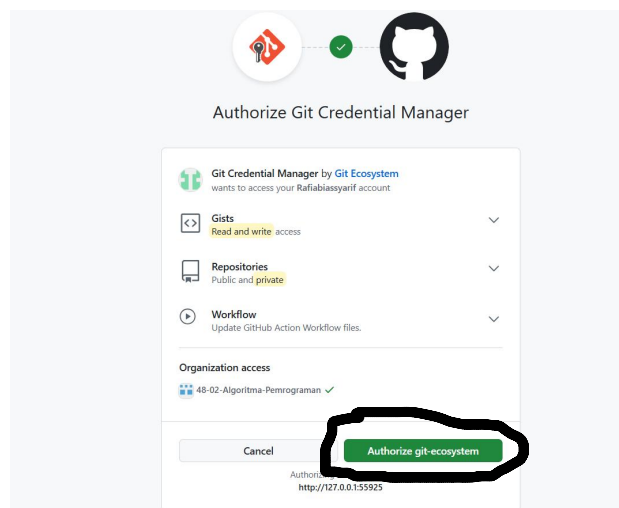 Authorize Git Credential Manager
Git Credential Manager by Git Ecosystem
wants to access your Rafiabiassyarif account
Gists
Read and write access
Repositories
Public and private
Workflow
Update GitHub Action Workflow files.
Organization access
48-02-Algoritma-Pemrograman
Cancel
Authorize git-ecosystem
http://127.0.0.1:55925